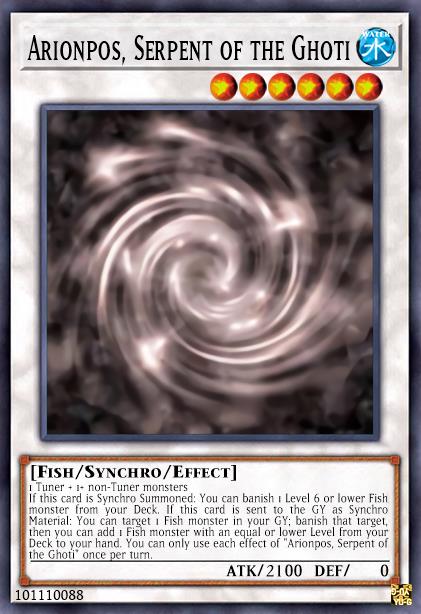 ARIONPOS, SERPENT OF THE GHOTI
WATER
水
[FISH/SYNCHRO/EFFECT]
1 Tuner + 1+ non-Tuner monsters
If this card is Synchro Summoned: You can banish 1 Level 6 or lower Fish
monster from your Deck. If this card is sent to the GY as Synchro
Material: You can target 1 Fish monster in your GY; banish that target,
then you can add 1 Fish monster with an equal or lower Level from your
Deck to your hand. You can only use each effect of "Arionpos, Serpent of
the Ghoti" once per turn.
ATK/2100 DEF/ 0
101110088